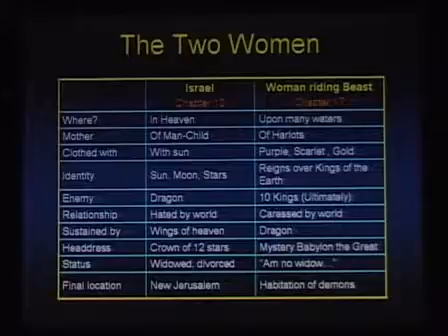 The Two Women
Israel Woman riding Beast
Chapter 12 Chapter 17
Where? In Heaven Upon many waters
Mother Of Man-Child Of Harlots
Clothed with With sun Purple, Scarlet , Gold
Identity Sun, Moon, Stars Reigns over Kings of the
Earth
Enemy Dragon 10 Kings (Ultimately)
Relationship Hated by world Caressed by world
Sustained by Wings of heaven Dragon
Headdress Crown of 12 stars Mystery Babylon the Great
Status Widowed, divorced "Am no widow..."
Final location New Jerusalem Habitation of demons